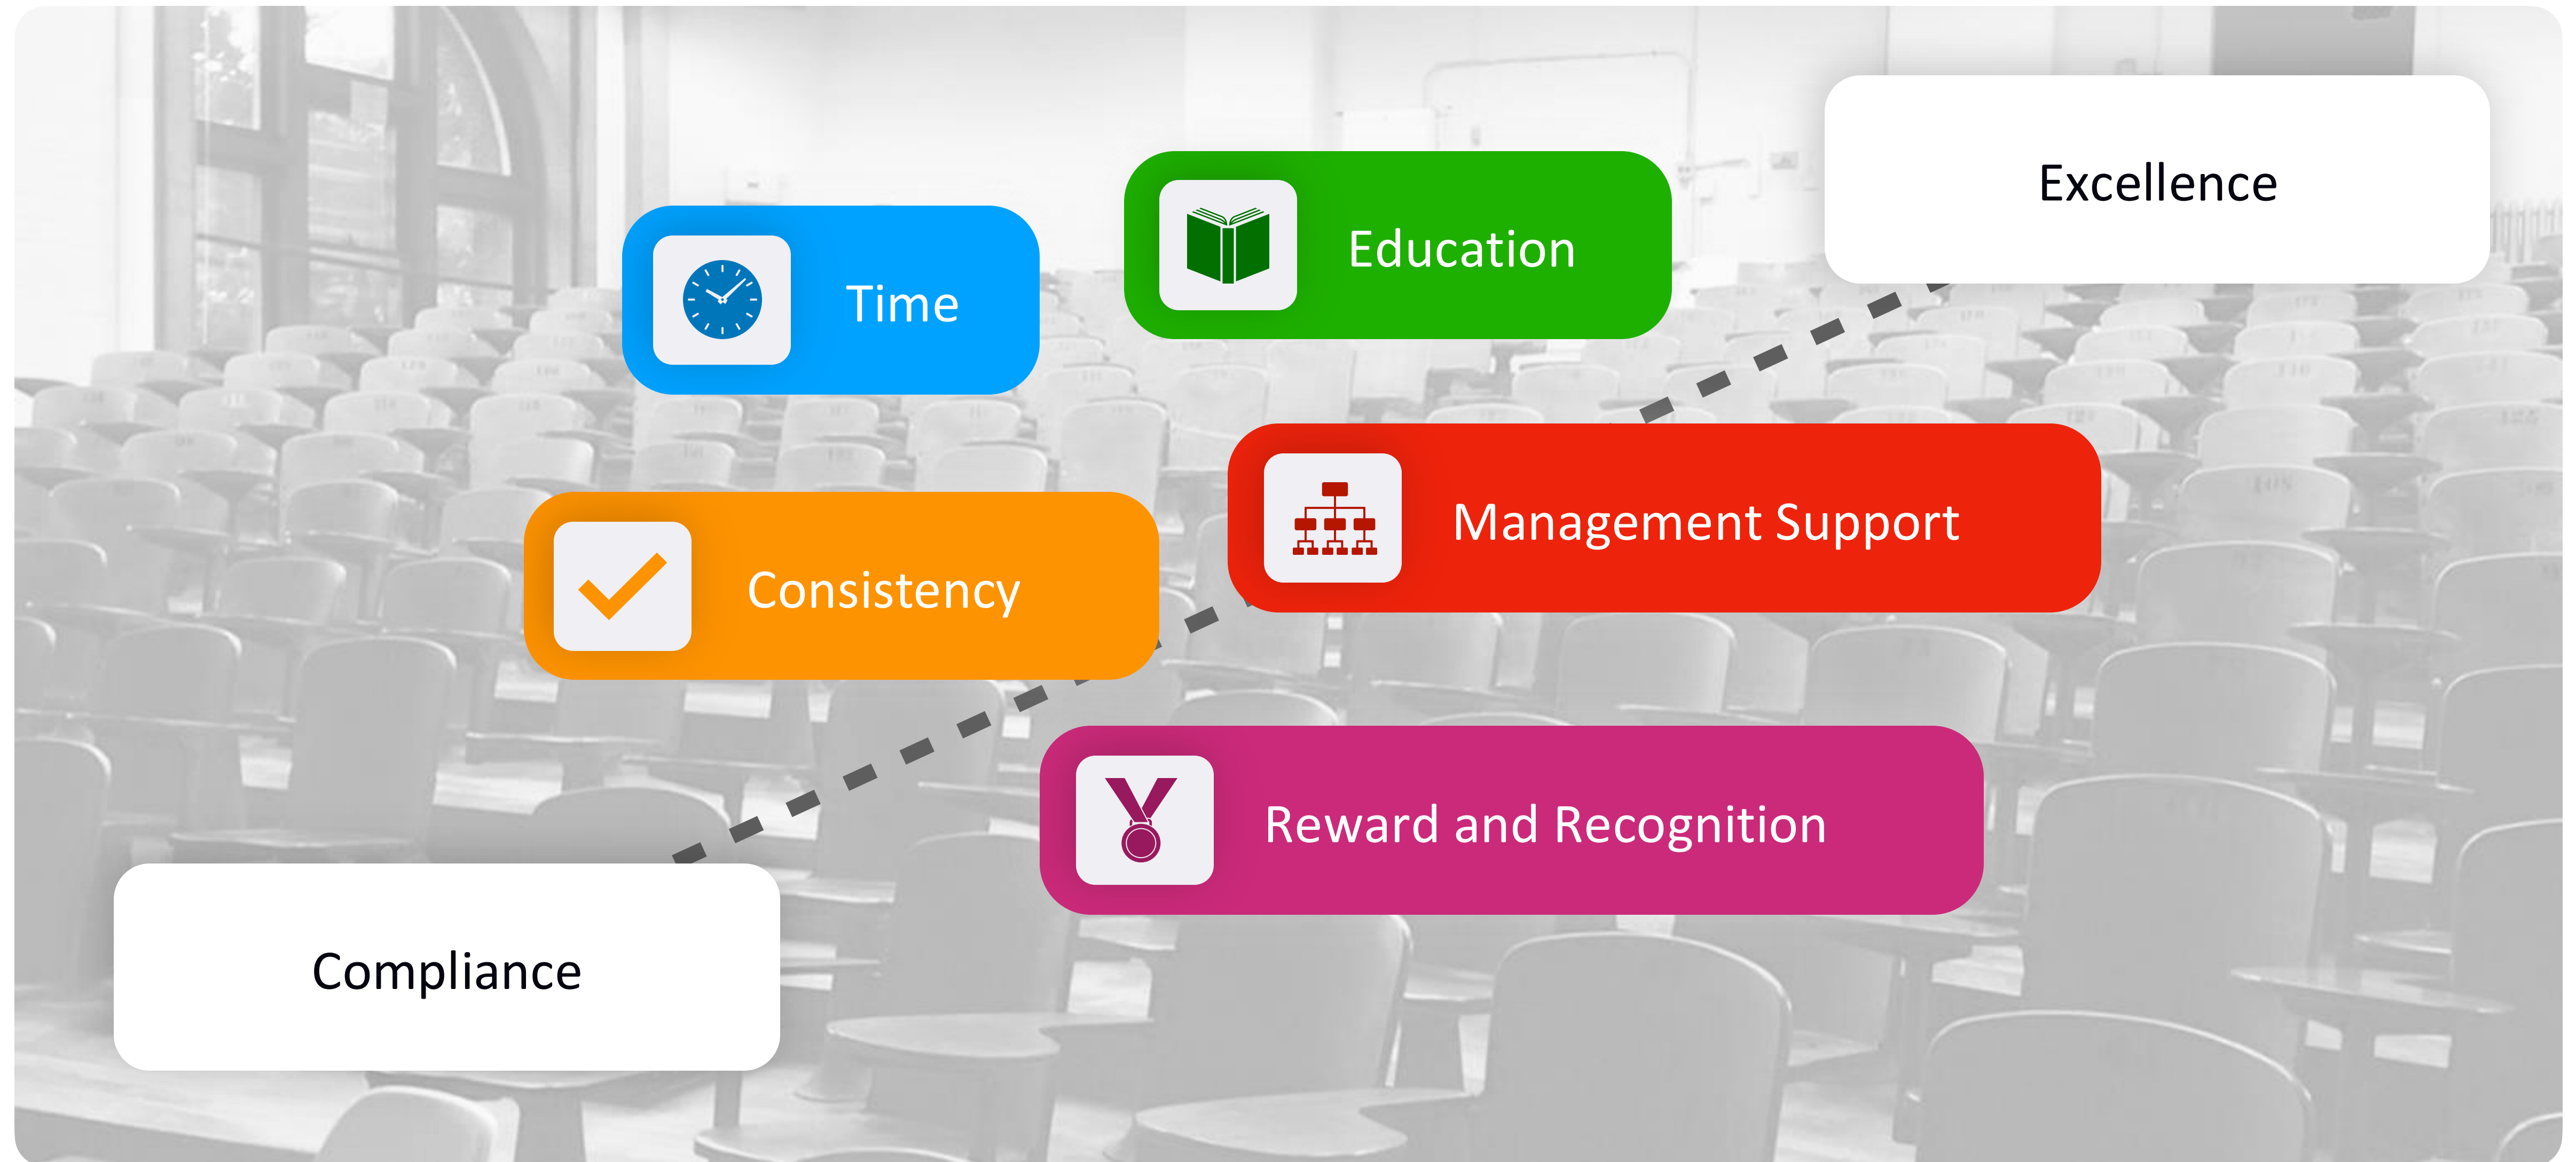 Excellence
Education
Time
Management Support
Consistency
Reward and Recognition
Compliance